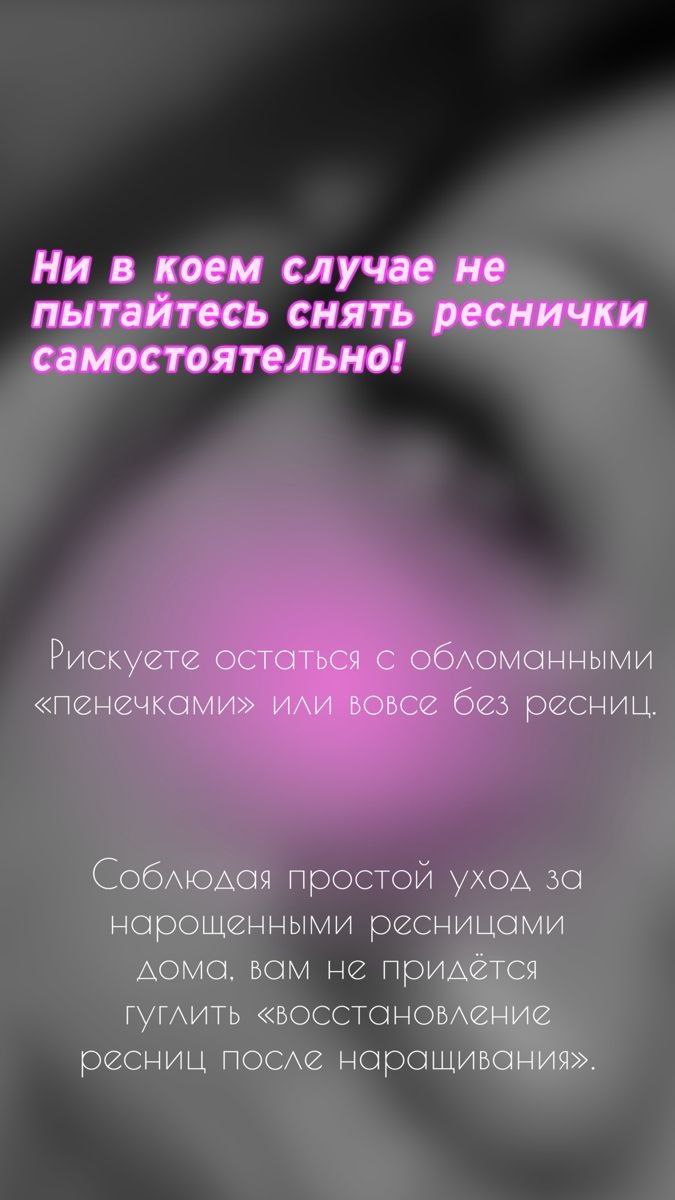 Ни в коем случае не
пытайтесь снять реснички
самостоятельно!
Рискуете остаться с обломанными
«пенечками» или вовсе без ресниц.
Соблюдая простой уход за
нарощенными ресницами
дома, вам не придётся
гуглить «восстановление
ресниц после наращивания».